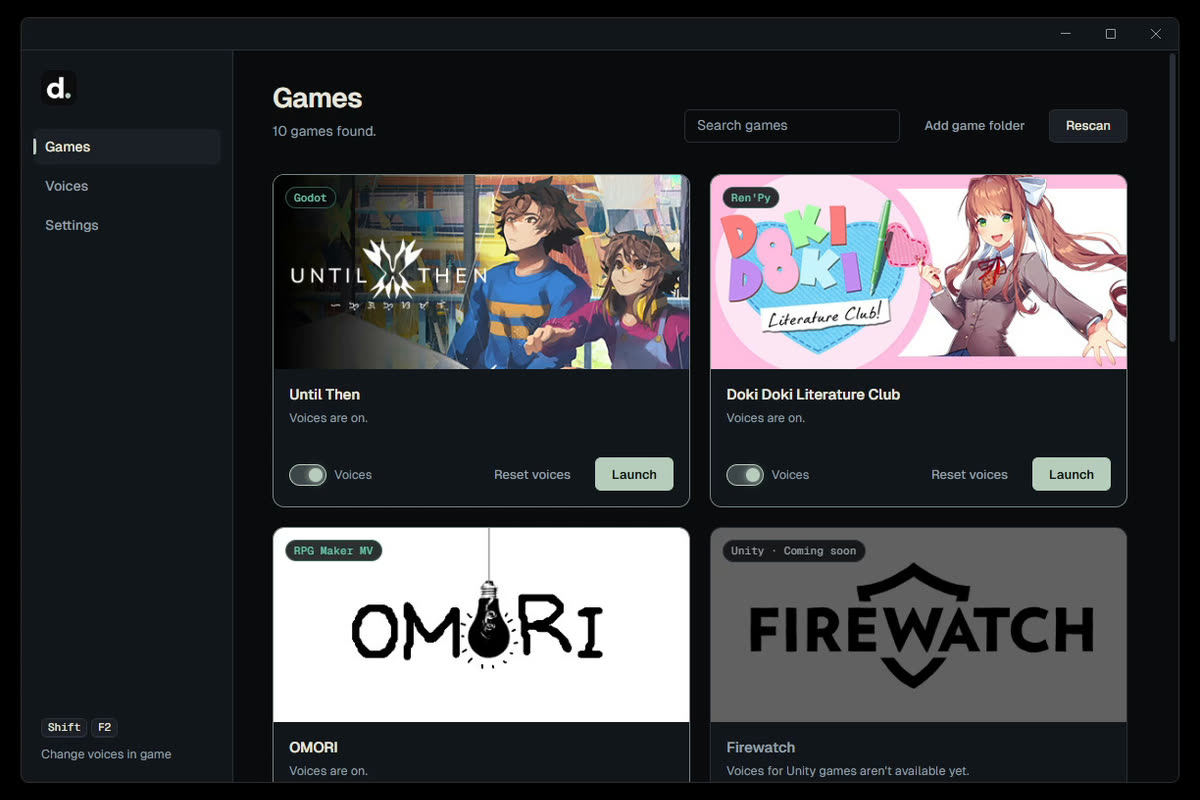 d.
Games
Voices
Settings
Shift F2
Change voices in game
Games
10 games found.
Search games
Add game folder
Rescan
Godot
UNTIL THEN
Until Then
Voices are on.
Voices
Reset voices
Launch
Ren'Py
DOKI
DOKI
Literature Club!
Doki Doki Literature Club
Voices are on.
Voices
Reset voices
Launch
RPG Maker MV
OMORI
OMORI
Voices are on.
Unity · Coming soon
FIREWATCH
Firewatch
Voices for Unity games aren't available yet.